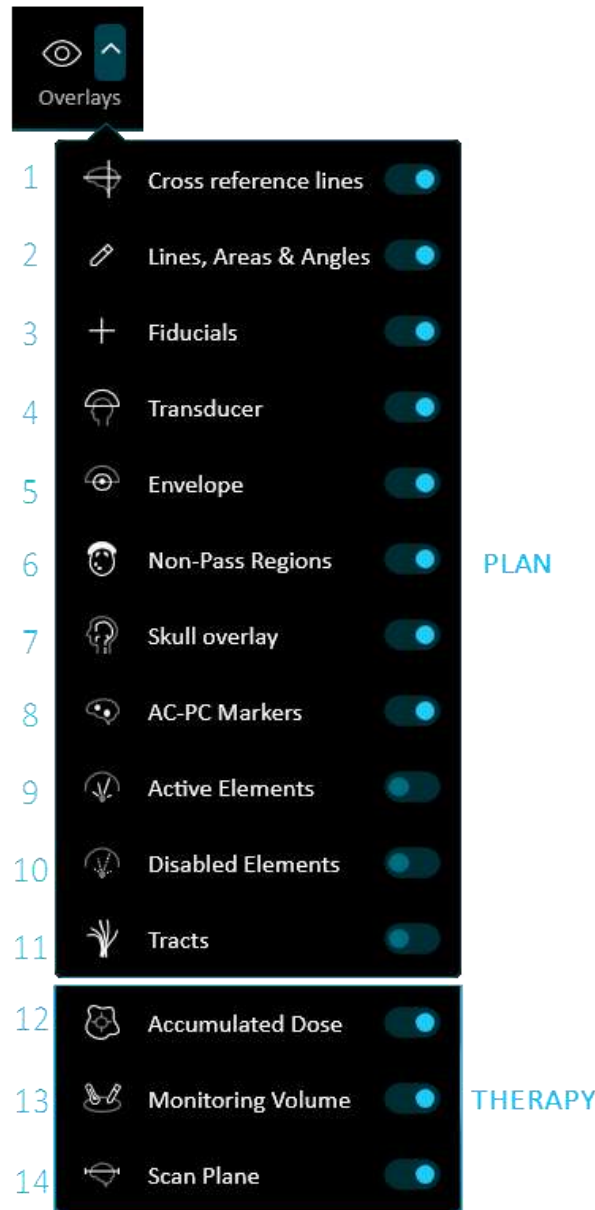 Overlays
1 Cross reference lines
2 Lines, Areas & Angles
3 Fiducials
4 Transducer
5 Envelope
6 Non-Pass Regions PLAN
7 Skull overlay
8 AC-PC Markers
9 Active Elements
10 Disabled Elements
11 Tracts
12 Accumulated Dose
13 Monitoring Volume THERAPY
14 Scan Plane